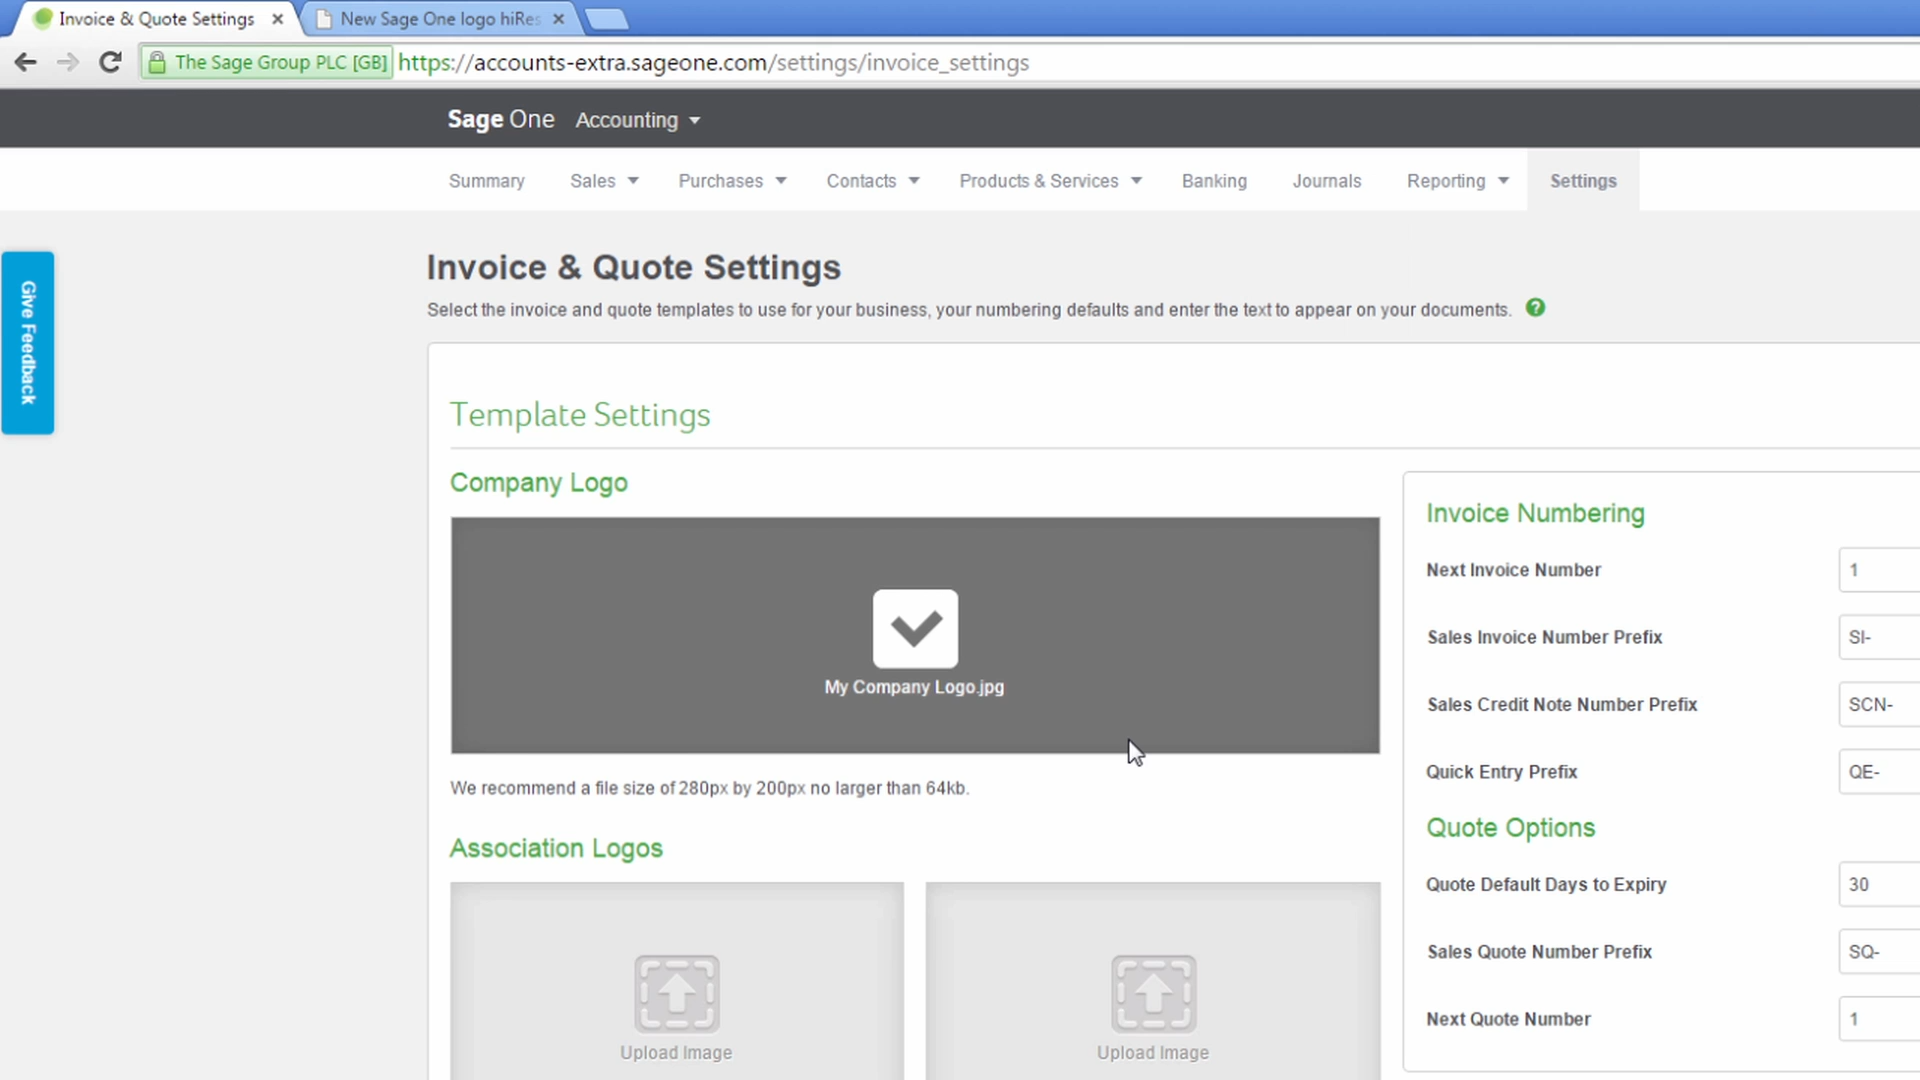 Invoice & Quote Settings
New Sage One logo hiRes
The Sage Group PLC [GB] https://accounts-extra.sageone.com/settings/invoice_settings
Sage One Accounting
Summary Sales Purchases Contacts Products & Services Banking Journals Reporting Settings
Give Feedback
Invoice & Quote Settings
Select the invoice and quote templates to use for your business, your numbering defaults and enter the text to appear on your documents. ?
Template Settings
Company Logo
My Company Logo.jpg
We recommend a file size of 280px by 200px no larger than 64kb.
Association Logos
Upload Image
Upload Image
Invoice Numbering
Next Invoice Number 1
Sales Invoice Number Prefix SI-
Sales Credit Note Number Prefix SCN-
Quick Entry Prefix QE-
Quote Options
Quote Default Days to Expiry 30
Sales Quote Number Prefix SQ-
Next Quote Number 1